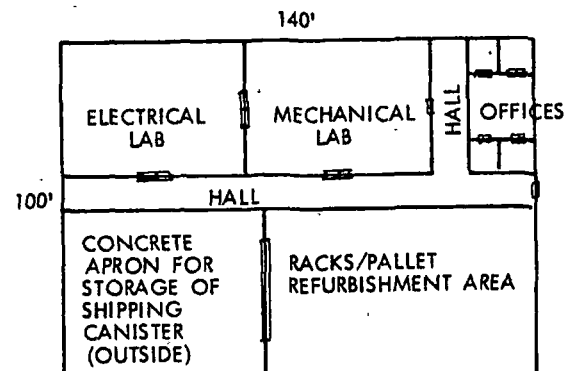 140'
ELECTRICAL
LAB
MECHANICAL
LAB
HALL
OFFICES
100'
HALL
CONCRETE
APRON FOR
STORAGE OF
SHIPPING
CANISTER
(OUTSIDE)
RACKS/PALLET
REFURBISHMENT AREA